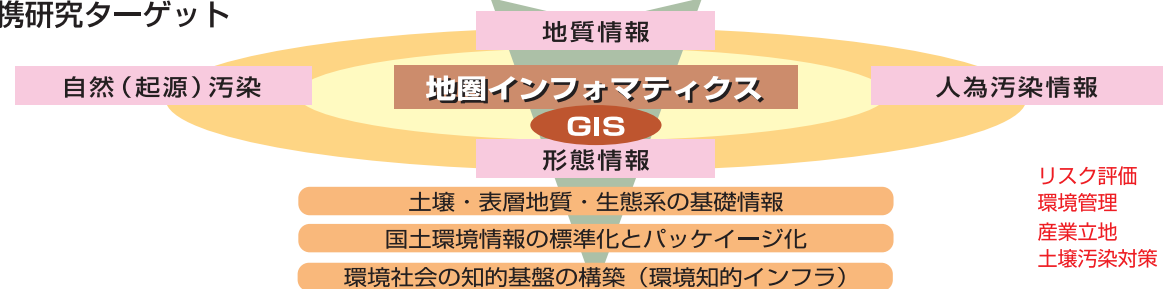 携研究ターゲット
地質情報
自然（起源）汚染
地圏インフォマティクス
人為汚染情報
GIS
形態情報
リスク評価
環境管理
産業立地
土壌汚染対策
土壌・表層地質・生態系の基礎情報
国土環境情報の標準化とパッケイージ化
環境社会の知的基盤の構築（環境知的インフラ）